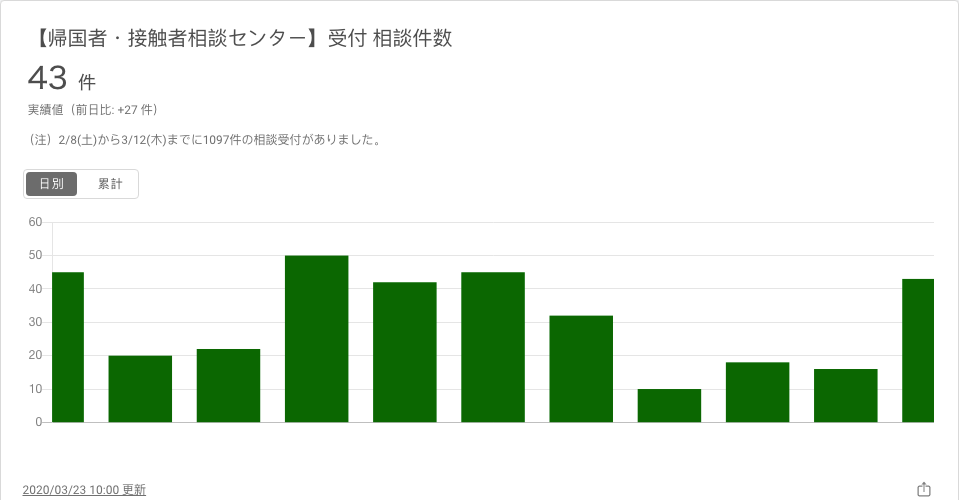 【帰国者・接触者相談センター】受付 相談件数
43 件
実績値（前日比: +27 件）
（注）2/8(土)から3/12(木)までに1097件の相談受付がありました。
日別 累計
60
50
40
30
20
10
0
2020/03/23 10:00 更新